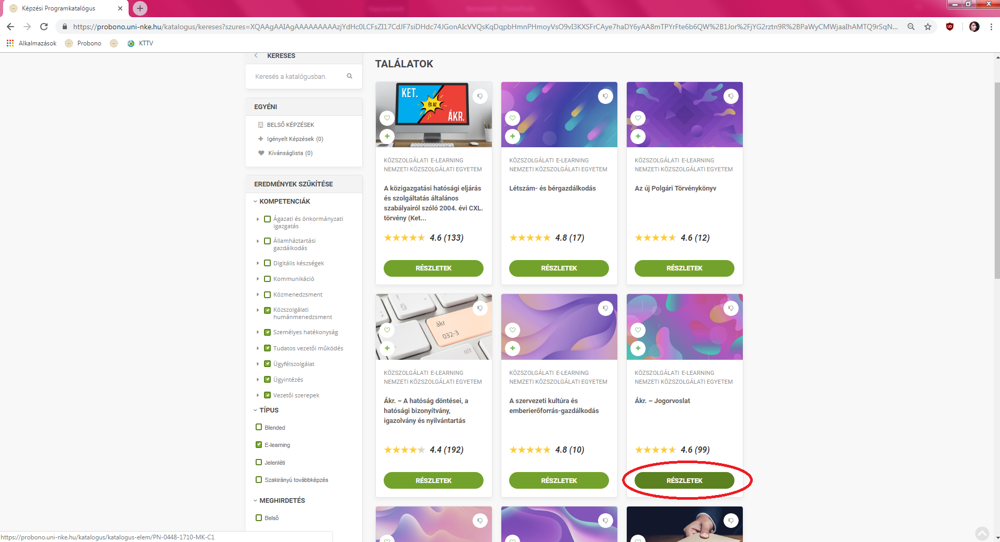 Képzési Programkatalógus
https://probono.uni-nke.hu/katalogus/kereses?szures=
Alkalmazások
Probono
KTTV
KERESES
Keresés a katalógusban.
EGYÉNI
BELSŐ KÉPZÉSEK
Igényelt Képzések (0)
Kívánságlista (0)
EREDMÉNYEK SZŰKÍTÉSE
KOMPETENCIÁK
Ágazati és önkormányzati
igazgatás
Államháztartási
gazdálkodás
Digitális készségek
Kommunikáció
Közmenedzsment
Közszolgálati
humánmenedzsment
Személyes hatékonyság
Tudatos vezetői működés
Ügyfélszolgálat
Ügyintézés
Vezetői szerepek
TÍPUS
Blended
E-learning
Jelenléti
Szakirányú továbbképzés
MEGHIRDETÉS
Belső
TALÁLATOK
KET.
ÉS AZ
ÁKR.
KÖZSZOLGÁLATI E-LEARNING
NEMZETI KÖZSZOLGÁLATI EGYETEM
A közigazgatási hatósági eljárás
és szolgáltatás általános
szabályairól szóló 2004. évi CXL.
törvény (Ket...
4.6 (133)
RÉSZLETEK
KÖZSZOLGÁLATI E-LEARNING
NEMZETI KÖZSZOLGÁLATI EGYETEM
Létszám- és bérgazdálkodás
4.8 (17)
RÉSZLETEK
KÖZSZOLGÁLATI E-LEARNING
NEMZETI KÖZSZOLGÁLATI EGYETEM
Az új Polgári Törvénykönyv
4.6 (12)
RÉSZLETEK
§
ákr
032-3
alt
KÖZSZOLGÁLATI E-LEARNING
NEMZETI KÖZSZOLGÁLATI EGYETEM
Ákr. – A hatóság döntései, a
hatósági bizonyítvány,
igazolvány és nyilvántartás
4.4 (192)
RÉSZLETEK
KÖZSZOLGÁLATI E-LEARNING
NEMZETI KÖZSZOLGÁLATI EGYETEM
A szervezeti kultúra és
emberierőforrás-gazdálkodás
4.8 (10)
RÉSZLETEK
KÖZSZOLGÁLATI E-LEARNING
NEMZETI KÖZSZOLGÁLATI EGYETEM
Ákr. – Jogorvoslat
4.6 (99)
RÉSZLETEK
https://probono.uni-nke.hu/katalogus/katalogus-elem/PN-0448-1710-MK-C1